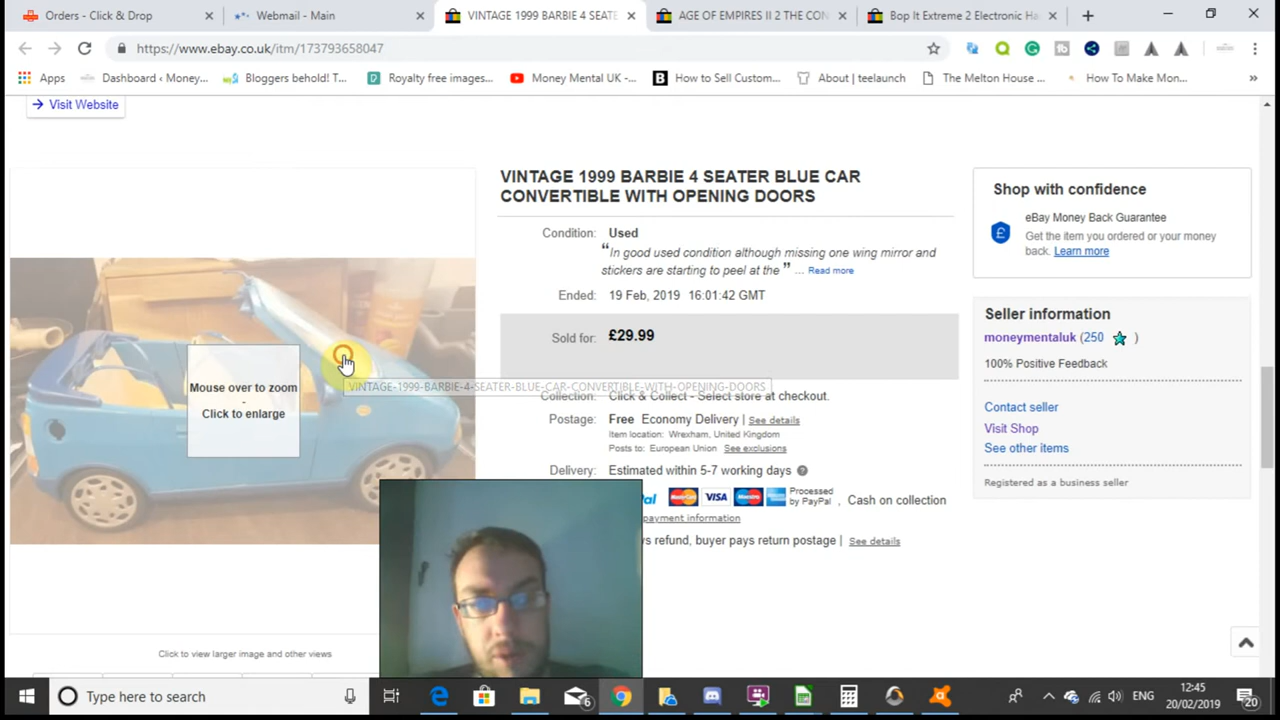 Orders - Click & Drop
Webmail - Main
VINTAGE 1999 BARBIE 4 SEATE
AGE OF EMPIRES II 2 THE CON
Bop It Extreme 2 Electronic Ha
https://www.ebay.co.uk/itm/173793658047
Apps
Dashboard ‹ Money...
Bloggers behold! T...
Royalty free images...
Money Mental UK -...
How to Sell Custom...
About | teelaunch
The Melton House ...
How To Make Mon...
Visit Website
VINTAGE 1999 BARBIE 4 SEATER BLUE CAR
CONVERTIBLE WITH OPENING DOORS
Condition: Used
“In good used condition although missing one wing mirror and
stickers are starting to peel at the ” ... Read more
Ended: 19 Feb, 2019 16:01:42 GMT
Sold for: £29.99
Mouse over to zoom
-
Click to enlarge
VINTAGE-1999-BARBIE-4-SEATER-BLUE-CAR-CONVERTIBLE-WITH-OPENING-DOORS
Collection: Click & Collect - Select store at checkout.
Postage: Free Economy Delivery | See details
Item location: Wrexham, United Kingdom
Posts to: European Union See exclusions
Delivery: Estimated within 5-7 working days
pal MasterCard VISA Maestro Processed
by PayPal , Cash on collection
payment information
s refund, buyer pays return postage | See details
Click to view larger image and other views
Shop with confidence
eBay Money Back Guarantee
Get the item you ordered or your money
back. Learn more
Seller information
moneymentaluk (250 )
100% Positive Feedback
Contact seller
Visit Shop
See other items
Registered as a business seller
Type here to search
6
ENG
12:45
20/02/2019
20